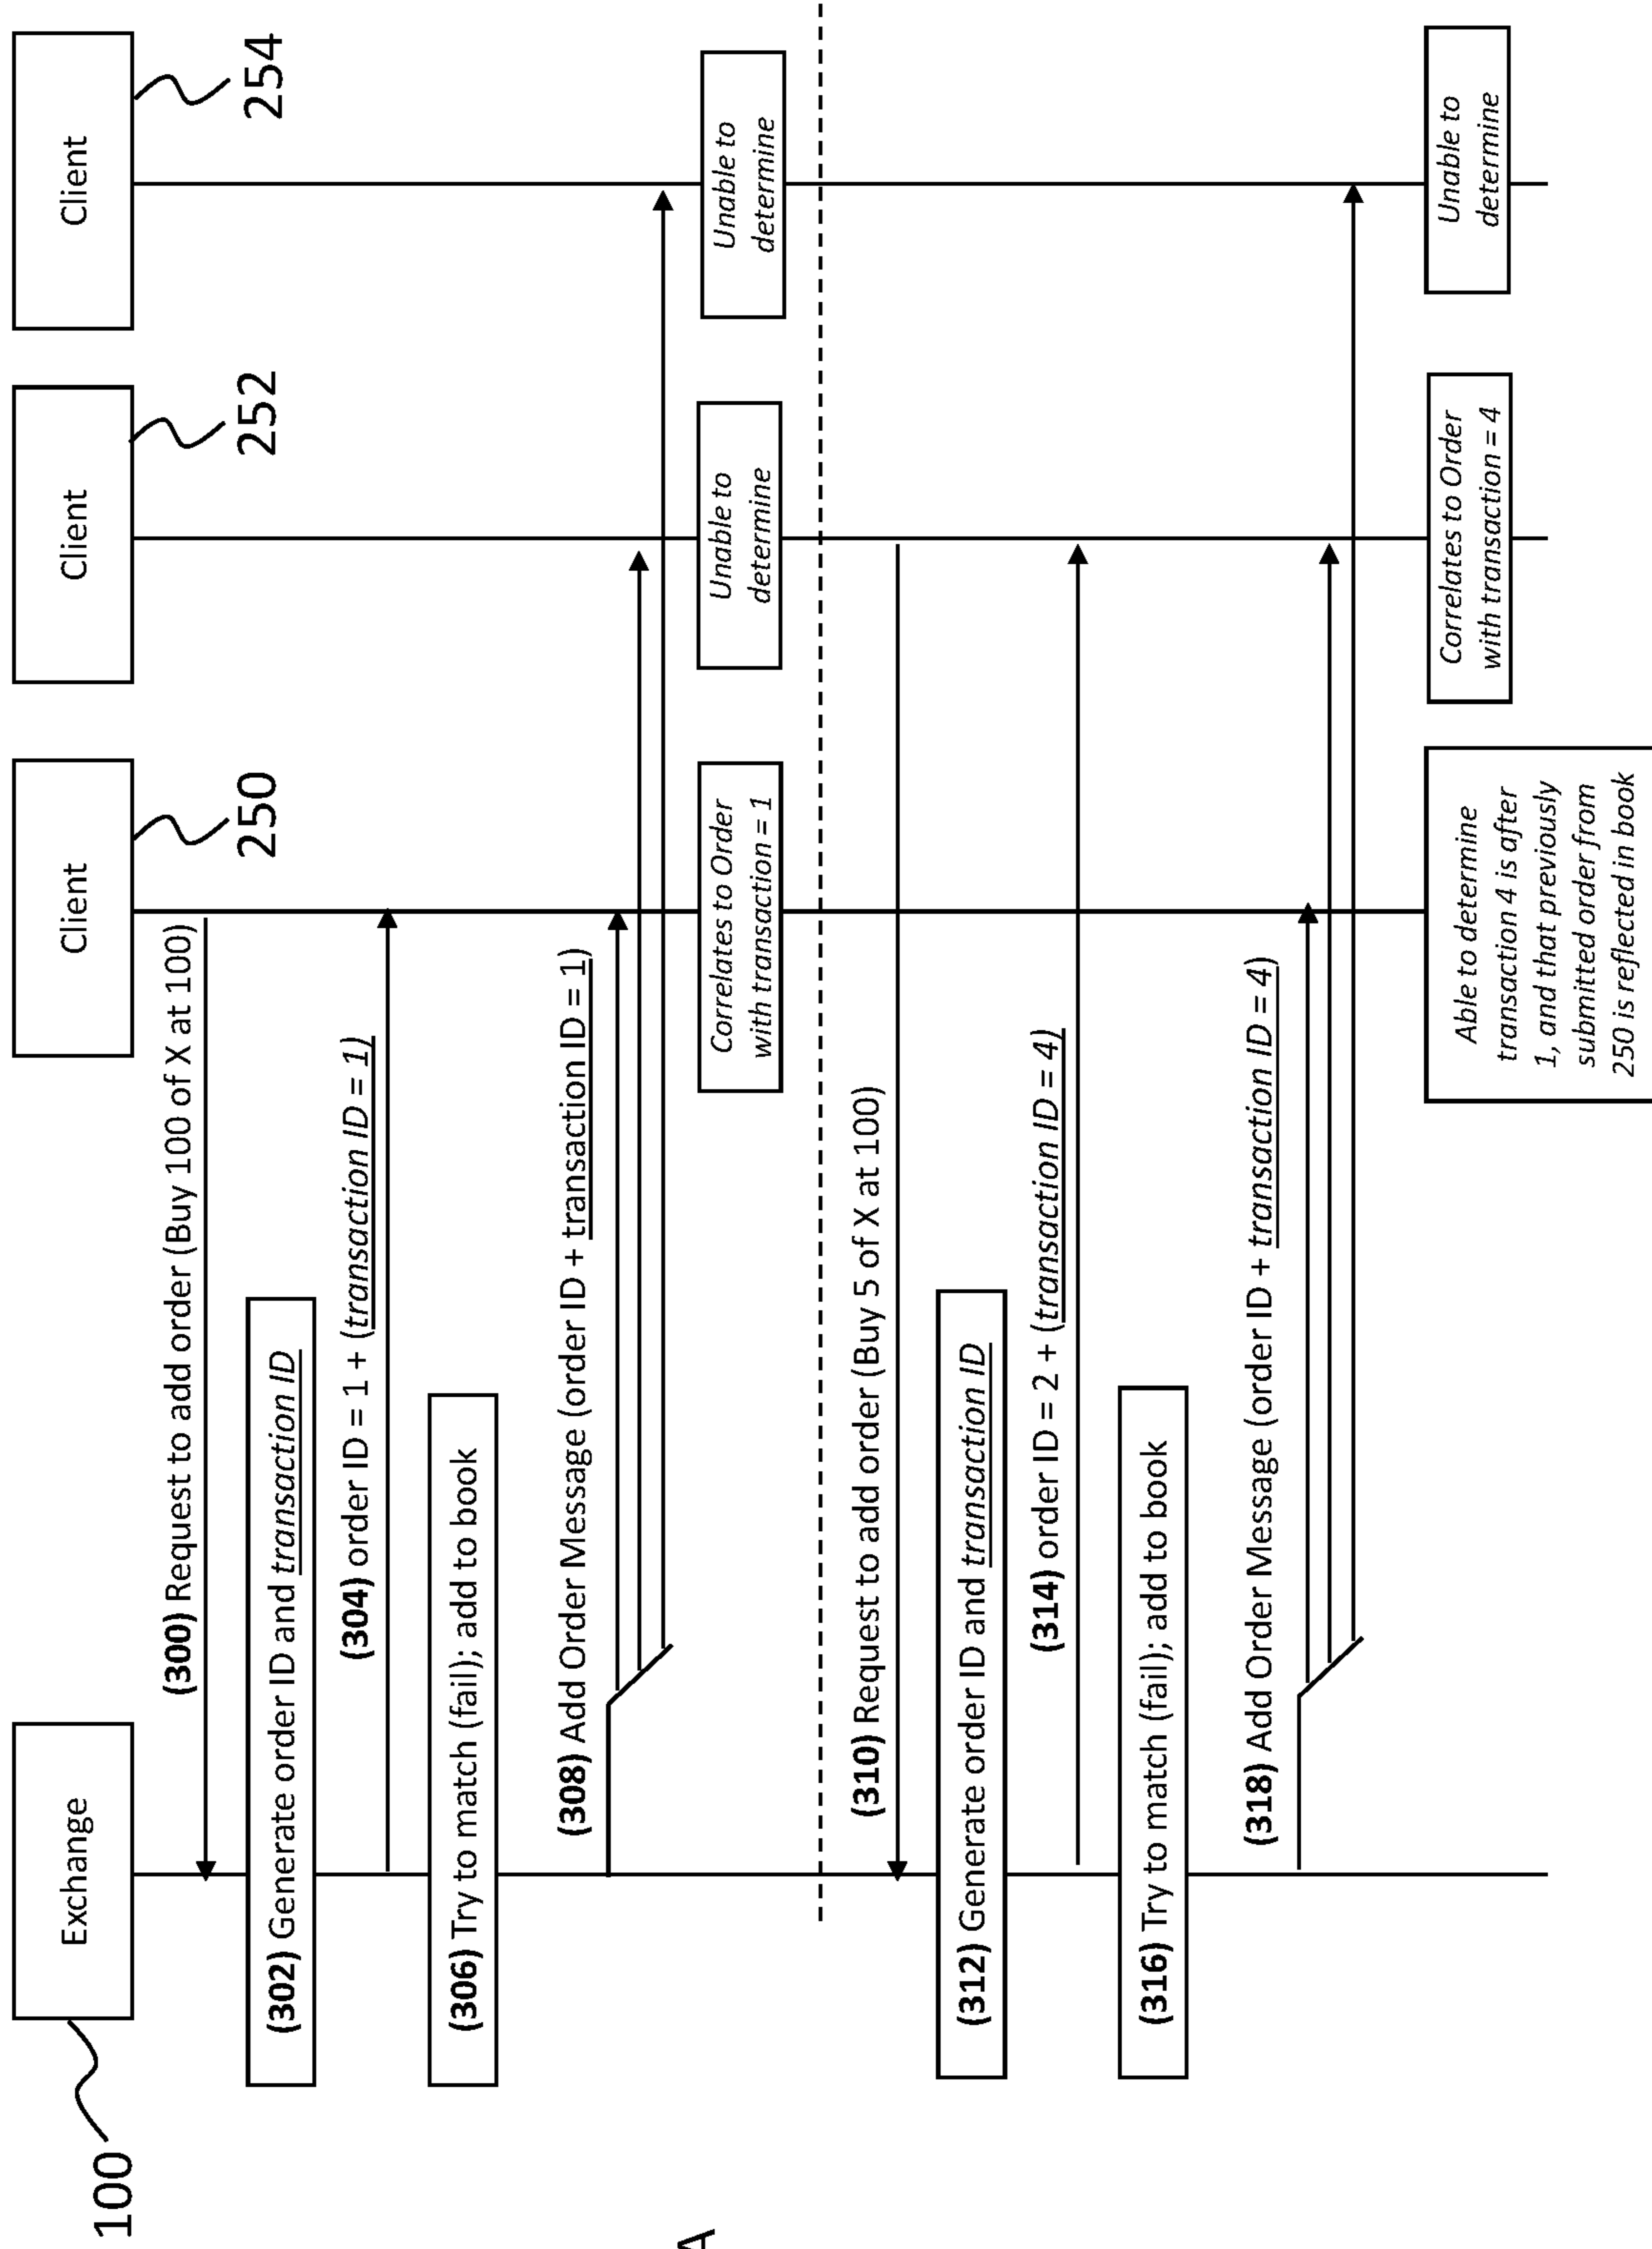 Exchange
Client
Client
Client
100
250
252
254
(300) Request to add order (Buy 100 of X at 100)
(302) Generate order ID and transaction ID
(304) order ID = 1 + (transaction ID = 1)
(306) Try to match (fail); add to book
(308) Add Order Message (order ID + transaction ID = 1)
Correlates to Order
with transaction = 1
Unable to
determine
Unable to
determine
(310) Request to add order (Buy 5 of X at 100)
(312) Generate order ID and transaction ID
(314) order ID = 2 + (transaction ID = 4)
(316) Try to match (fail); add to book
(318) Add Order Message (order ID + transaction ID = 4)
Able to determine
transaction 4 is after
1, and that previously
submitted order from
250 is reflected in book
Correlates to Order
with transaction = 4
Unable to
determine
A